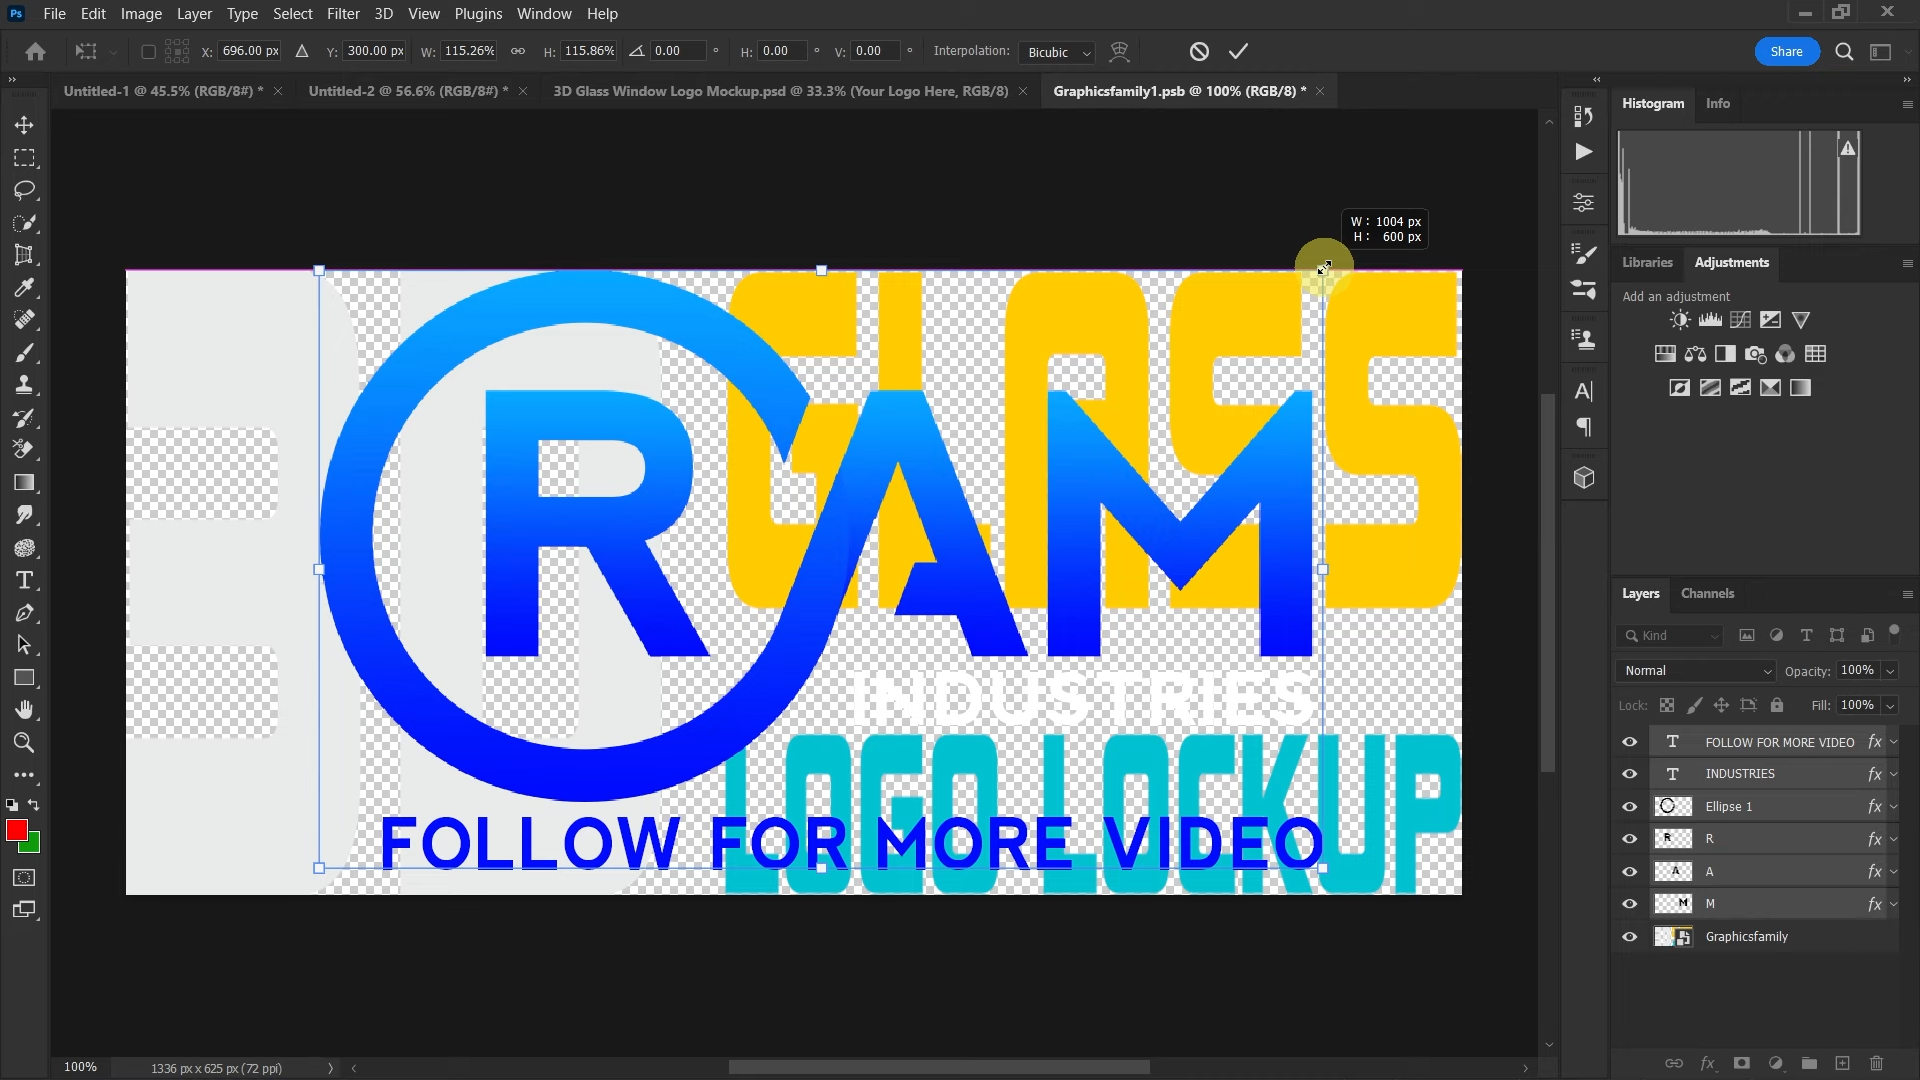 Ps File Edit Image Layer Type Select Filter 3D View Plugins Window Help
X: 696.00 px Y: 300.00 px W: 115.26% H: 115.86% 0.00 ° H: 0.00 ° V: 0.00 ° Interpolation: Bicubic Share
Untitled-1 @ 45.5% (RGB/8#) * × Untitled-2 @ 56.6% (RGB/8#) * × 3D Glass Window Logo Mockup.psd @ 33.3% (Your Logo Here, RGB/8) × Graphicsfamily1.psb @ 100% (RGB/8) * ×
Histogram Info
W: 1004 px
H: 600 px
Libraries Adjustments
Add an adjustment
GLASS
RAM
INDUSTRIES
LOGO LOCKUP
FOLLOW FOR MORE VIDEO
Layers Channels
Kind
Normal Opacity: 100%
Lock: Fill: 100%
T FOLLOW FOR MORE VIDEO fx
T INDUSTRIES fx
Ellipse 1 fx
R fx
A fx
M fx
Graphicsfamily
100% 1336 px x 625 px (72 ppi)